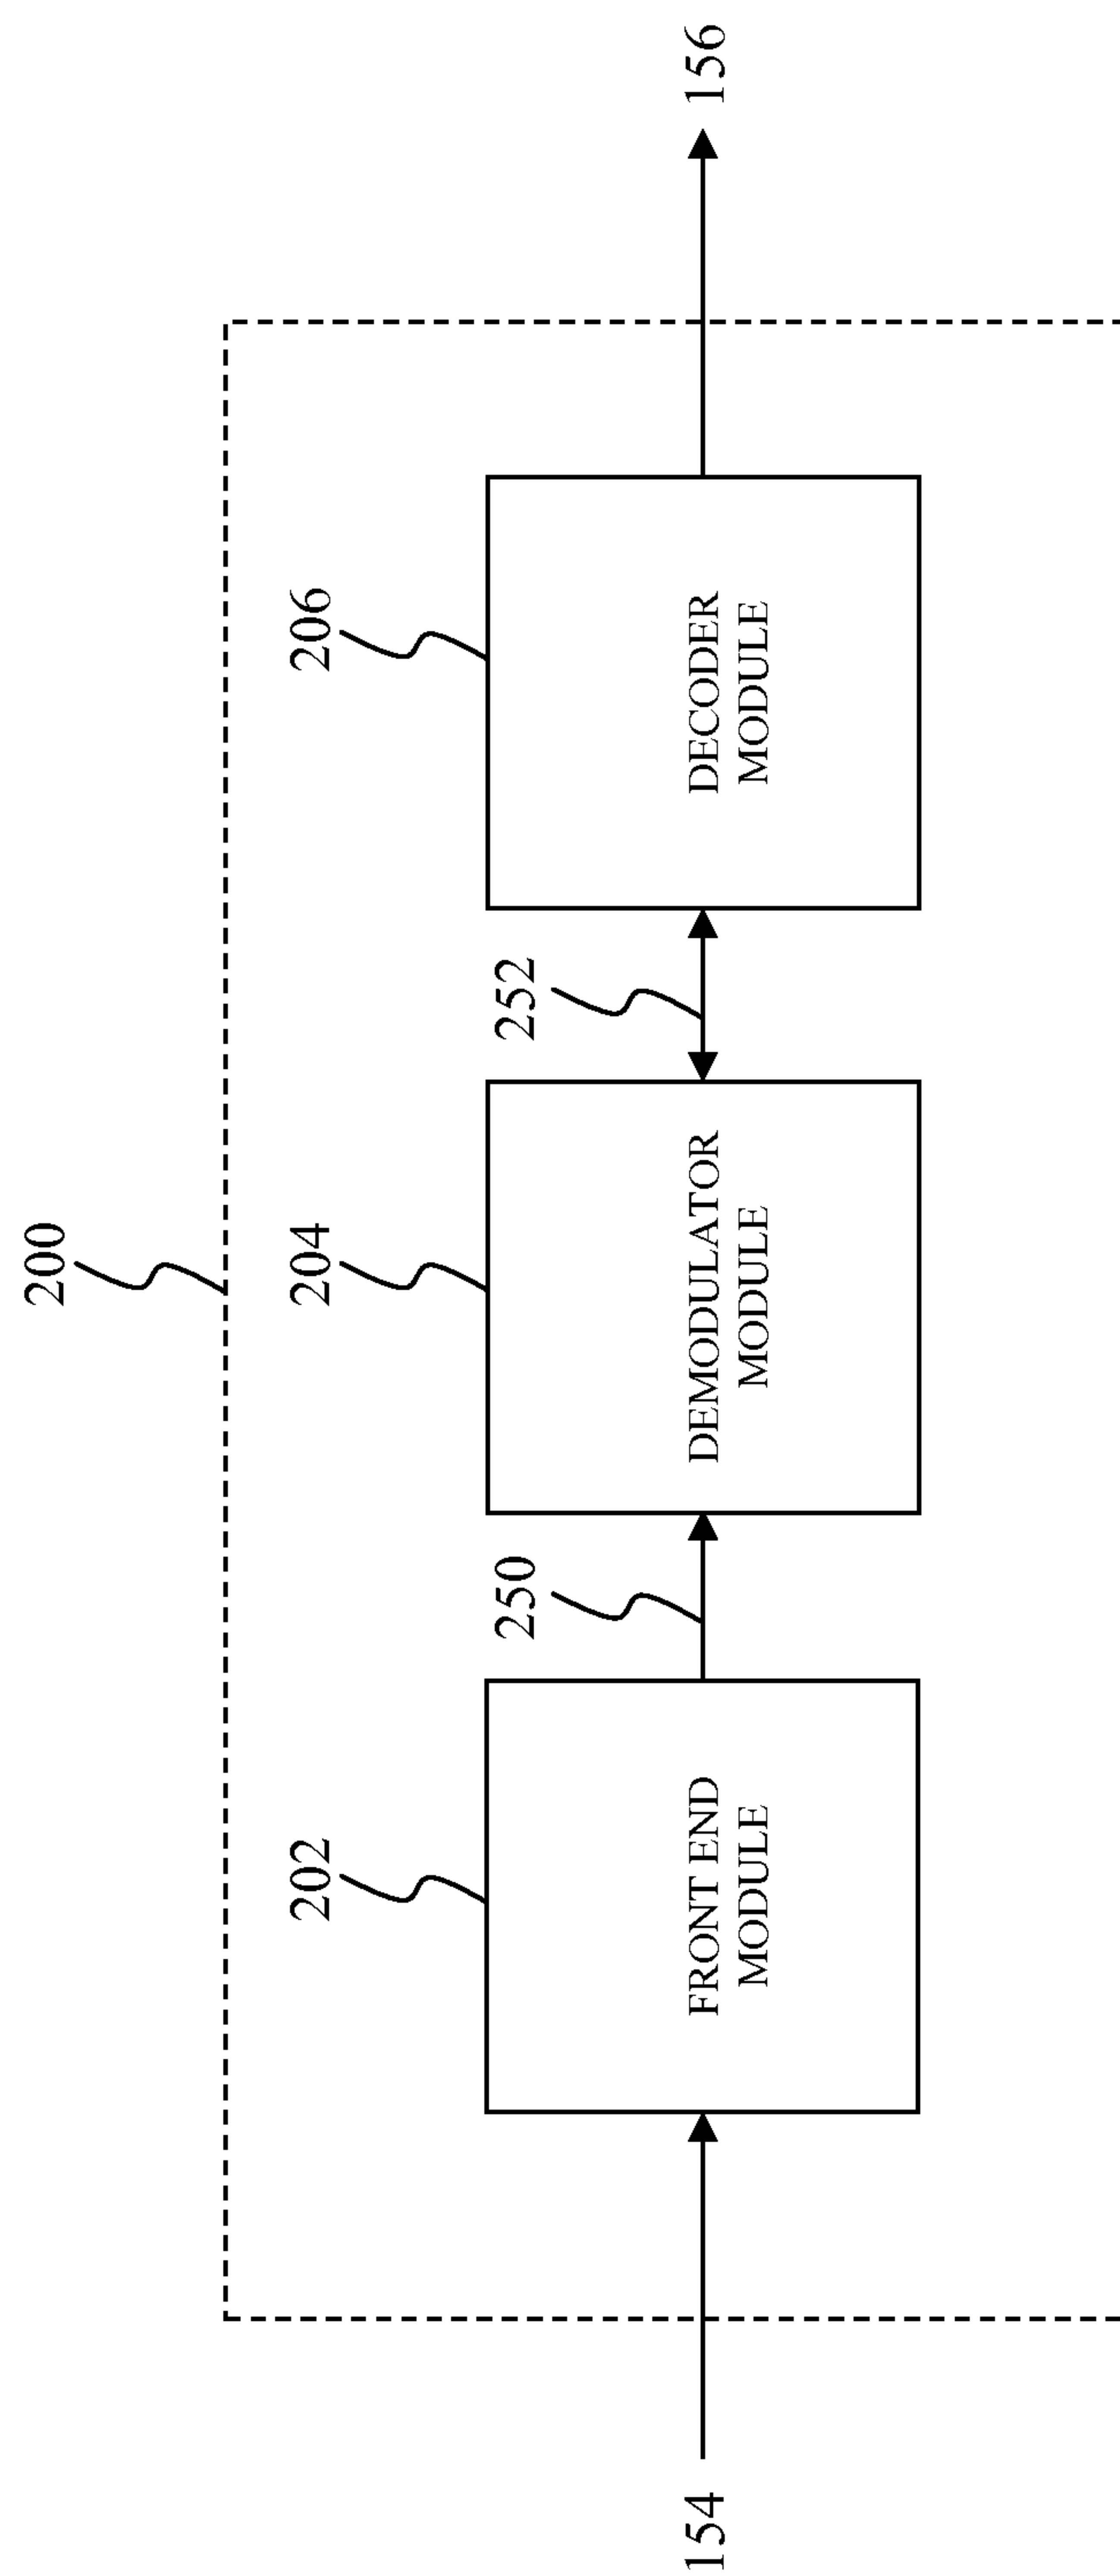 200
202
204
206
250
252
154
FRONT END
MODULE
DEMODULATOR
MODULE
DECODER
MODULE
156